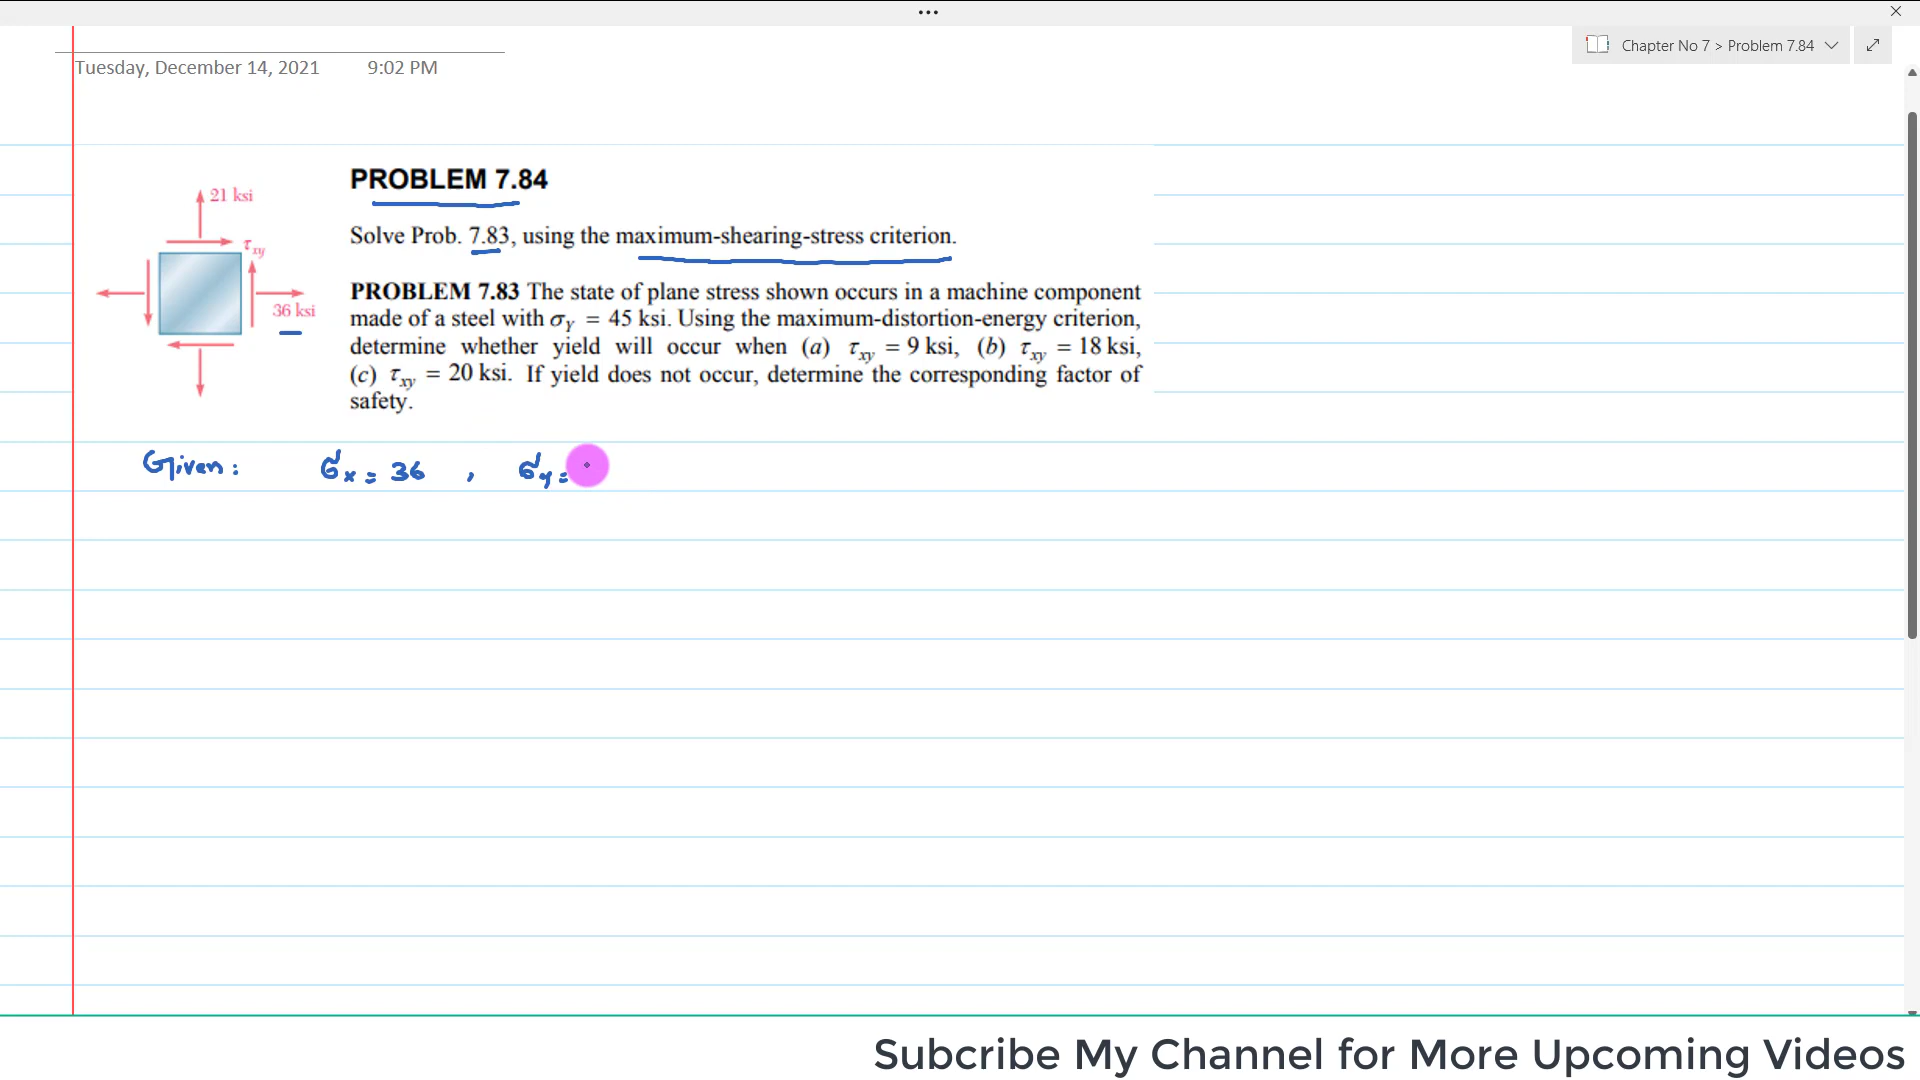 Chapter No 7 > Problem 7.84
Tuesday, December 14, 2021 9:02 PM
21 ksi
τxy
36 ksi
PROBLEM 7.84
Solve Prob. 7.83, using the maximum-shearing-stress criterion.
PROBLEM 7.83 The state of plane stress shown occurs in a machine component
made of a steel with σY = 45 ksi. Using the maximum-distortion-energy criterion,
determine whether yield will occur when (a) τxy = 9 ksi, (b) τxy = 18 ksi,
(c) τxy = 20 ksi. If yield does not occur, determine the corresponding factor of
safety.
Given: σx = 36 , σy =
Subcribe My Channel for More Upcoming Videos